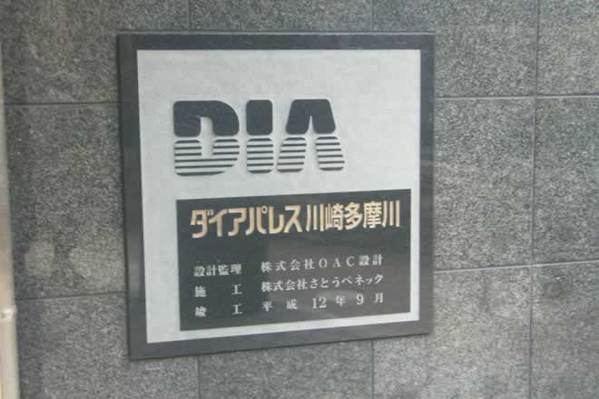 DIA
ダイアパレス川崎多摩川
設計監理 株式会社OAC設計
施工 株式会社さとうベネック
竣工 平成12年9月